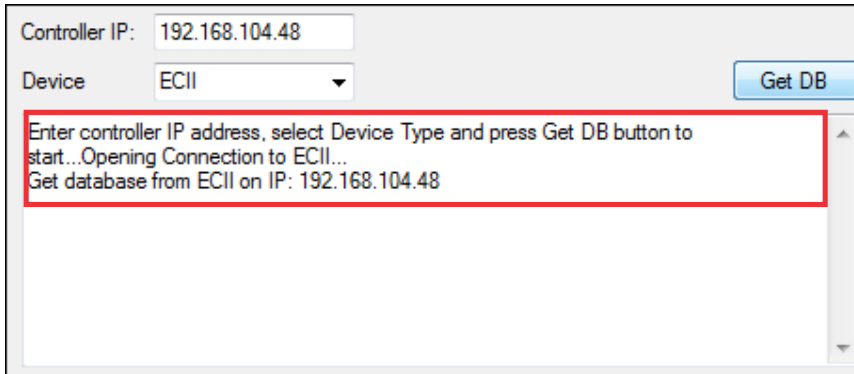 Controller IP: 192.168.104.48
Device ECII Get DB
Enter controller IP address, select Device Type and press Get DB button to
start...Opening Connection to ECII...
Get database from ECII on IP: 192.168.104.48